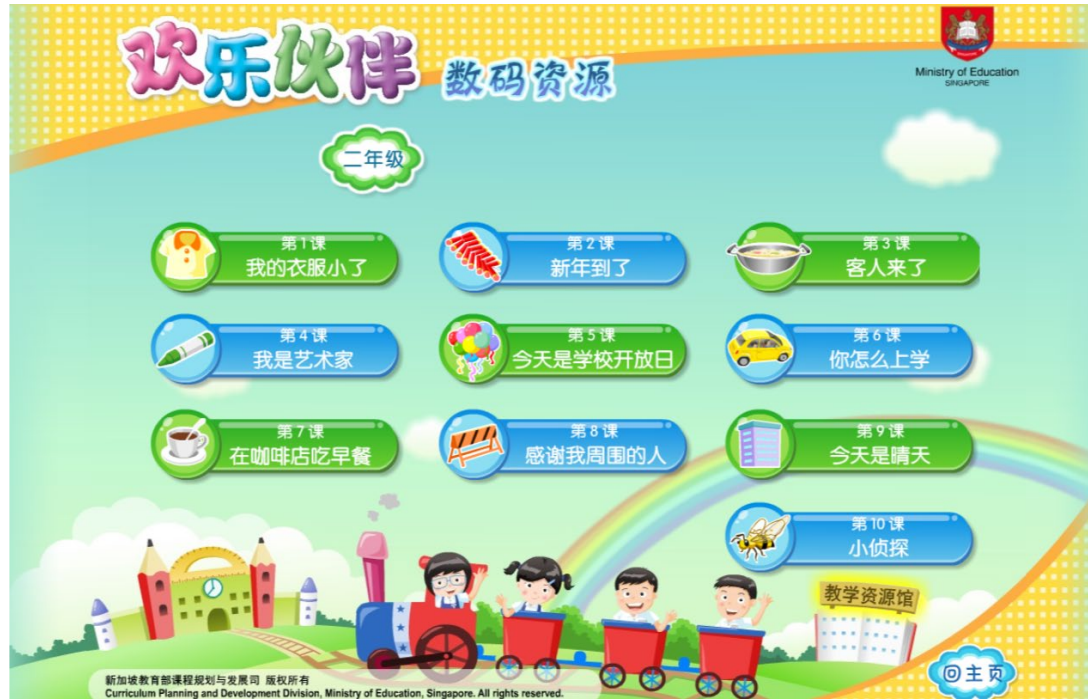 欢乐伙伴 数码资源
Ministry of Education
SINGAPORE
二年级
第1课
我的衣服小了
第2课
新年到了
第3课
客人来了
第4课
我是艺术家
第5课
今天是学校开放日
第6课
你怎么上学
第7课
在咖啡店吃早餐
第8课
感谢我周围的人
第9课
今天是晴天
第10课
小侦探
教学资源馆
回主页
新加坡教育部课程规划与发展司 版权所有
Curriculum Planning and Development Division, Ministry of Education, Singapore. All rights reserved.